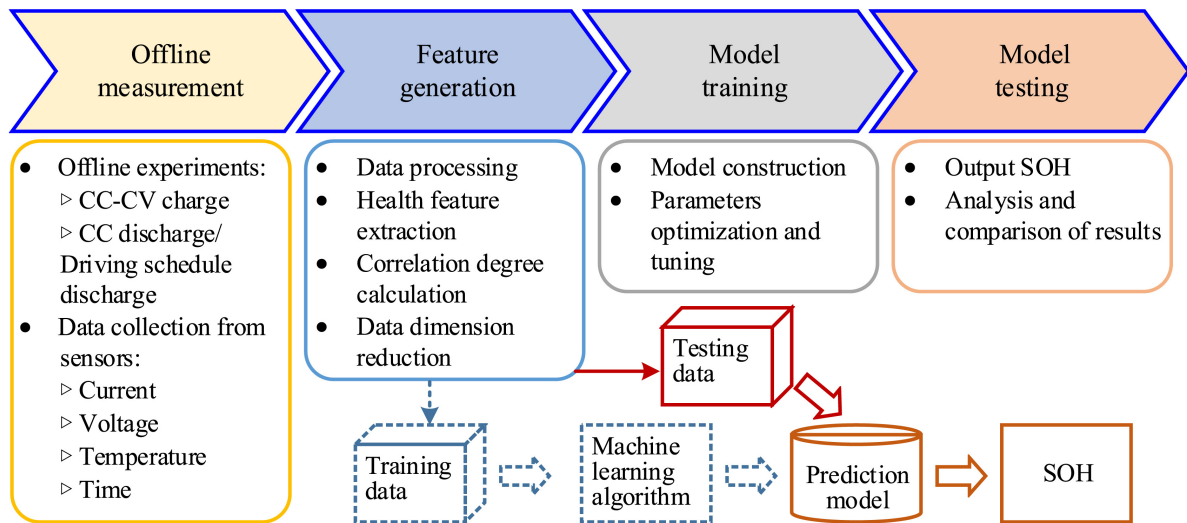 Offline
measurement
Feature
generation
Model
training
Model
testing
● Offline experiments:
▷ CC-CV charge
▷ CC discharge/
Driving schedule
discharge
● Data collection from
sensors:
▷ Current
▷ Voltage
▷ Temperature
▷ Time
● Data processing
● Health feature
extraction
● Correlation degree
calculation
● Data dimension
reduction
● Model construction
● Parameters
optimization and
tuning
● Output SOH
● Analysis and
comparison of results
Testing
data
Training
data
Machine
learning
algorithm
Prediction
model
SOH